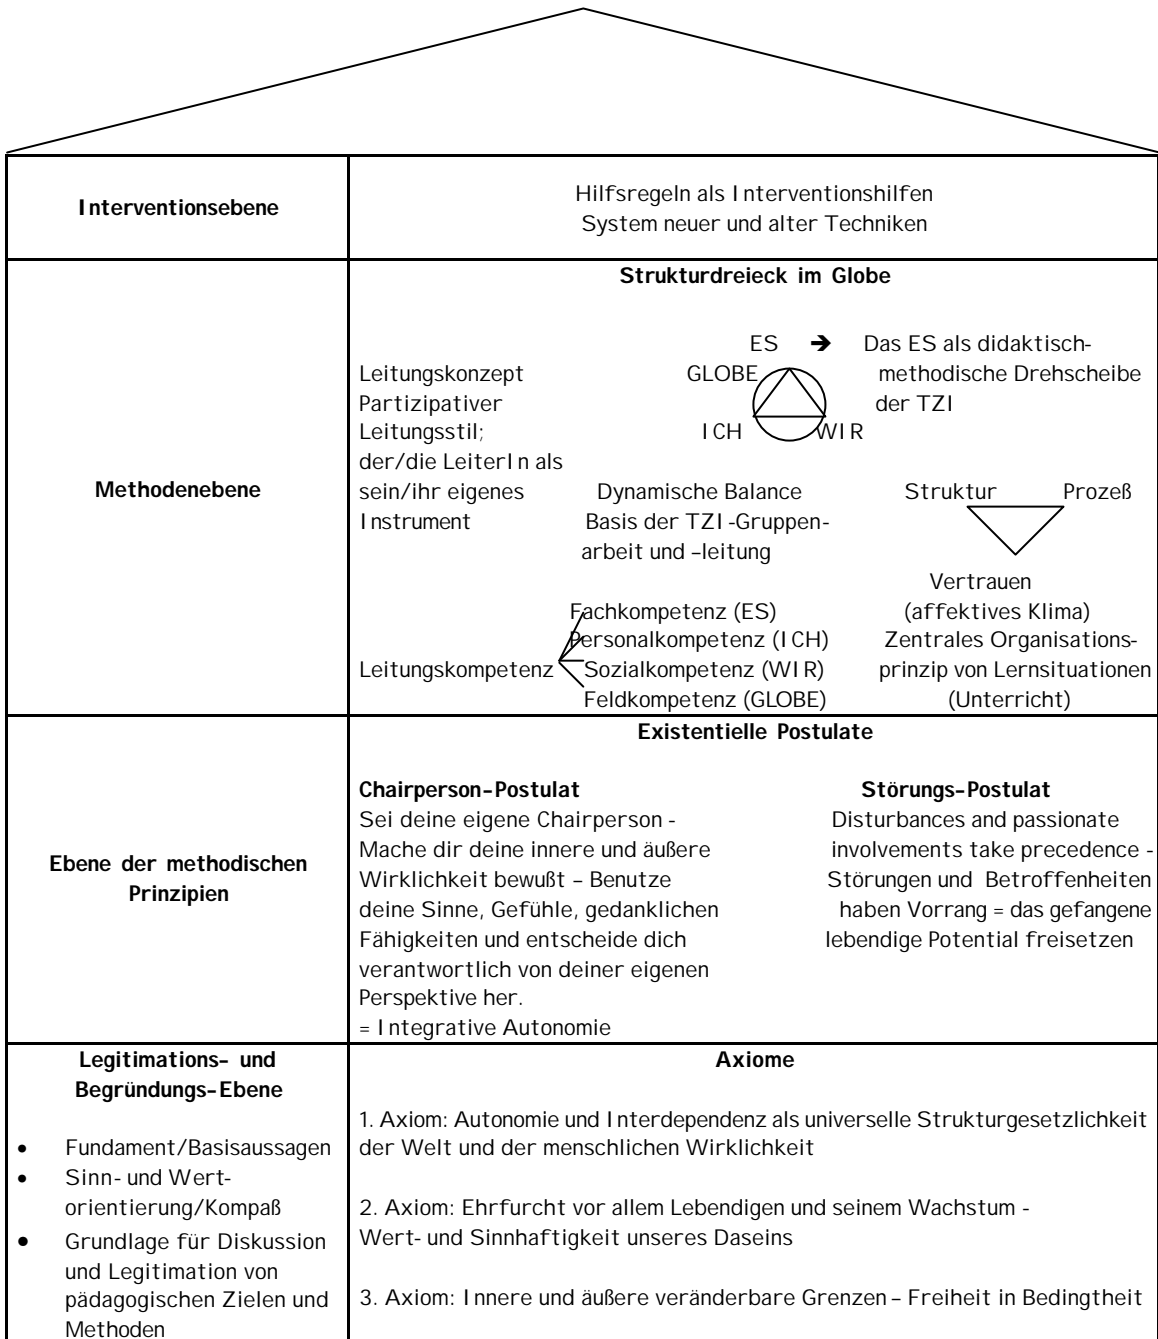 Interventionsebene
Hilfsregeln als Interventionshilfen
System neuer und alter Techniken
Methodenebene
Strukturdreieck im Globe
ES ➔ Das ES als didaktisch-
GLOBE methodische Drehscheibe
der TZI
ICH WIR
Leitungskonzept
Partizipativer
Leitungsstil;
der/die LeiterIn als
sein/ihr eigenes
Instrument
Dynamische Balance
Basis der TZI-Gruppen-
arbeit und –leitung
Struktur Prozeß
Vertrauen
(affektives Klima)
Zentrales Organisations-
prinzip von Lernsituationen
(Unterricht)
Leitungskompetenz
Fachkompetenz (ES)
Personalkompetenz (ICH)
Sozialkompetenz (WIR)
Feldkompetenz (GLOBE)
Ebene der methodischen
Prinzipien
Existentielle Postulate
Chairperson-Postulat
Sei deine eigene Chairperson -
Mache dir deine innere und äußere
Wirklichkeit bewußt – Benutze
deine Sinne, Gefühle, gedanklichen
Fähigkeiten und entscheide dich
verantwortlich von deiner eigenen
Perspektive her.
= Integrative Autonomie
Störungs-Postulat
Disturbances and passionate
involvements take precedence -
Störungen und Betroffenheiten
haben Vorrang = das gefangene
lebendige Potential freisetzen
Legitimations- und
Begründungs-Ebene
• Fundament/Basisaussagen
• Sinn- und Wert-
orientierung/Kompaß
• Grundlage für Diskussion
und Legitimation von
pädagogischen Zielen und
Methoden
Axiome
1. Axiom: Autonomie und Interdependenz als universelle Strukturgesetzlichkeit
der Welt und der menschlichen Wirklichkeit
2. Axiom: Ehrfurcht vor allem Lebendigen und seinem Wachstum -
Wert- und Sinnhaftigkeit unseres Daseins
3. Axiom: Innere und äußere veränderbare Grenzen – Freiheit in Bedingtheit